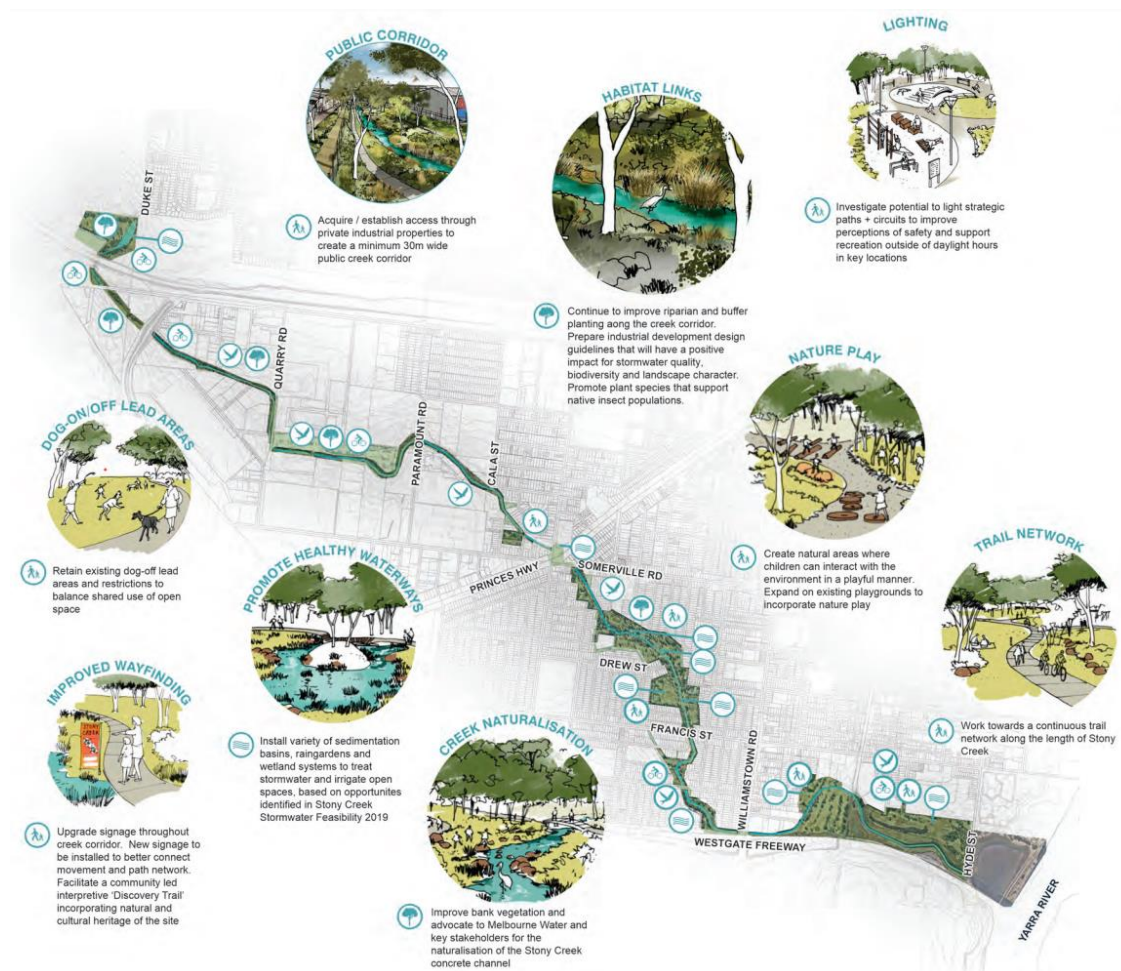 PUBLIC CORRIDOR
Acquire / establish access through
private industrial properties to
create a minimum 30m wide
public creek corridor
HABITAT LINKS
Continue to improve riparian and buffer
planting aong the creek corridor.
Prepare industrial development design
guidelines that will have a positive
impact for stormwater quality,
biodiversity and landscape character.
Promote plant species that support
native insect populations.
LIGHTING
Investigate potential to light strategic
paths + circuits to improve
perceptions of safety and support
recreation outside of daylight hours
in key locations
DUKE ST
QUARRY RD
PARAMOUNT RD
CALA ST
PRINCES HWY
SOMERVILLE RD
DREW ST
FRANCIS ST
WILLIAMSTOWN RD
WESTGATE FREEWAY
HYDE ST
YARRA RIVER
DOG-ON/OFF LEAD AREAS
Retain existing dog-off lead
areas and restrictions to
balance shared use of open
space
NATURE PLAY
Create natural areas where
children can interact with the
environment in a playful manner.
Expand on existing playgrounds to
incorporate nature play
PROMOTE HEALTHY WATERWAYS
Install variety of sedimentation
basins, raingardens and
wetland systems to treat
stormwater and irrigate open
spaces, based on opportunites
identified in Stony Creek
Stormwater Feasibility 2019
TRAIL NETWORK
Work towards a continuous trail
network along the length of Stony
Creek
IMPROVED WAYFINDING
STONY
CREEK
Upgrade signage throughout
creek corridor. New signage to
be installed to better connect
movement and path network.
Facilitate a community led
interpretive 'Discovery Trail'
incorporating natural and
cultural heritage of the site
CREEK NATURALISATION
Improve bank vegetation and
advocate to Melbourne Water and
key stakeholders for the
naturalisation of the Stony Creek
concrete channel